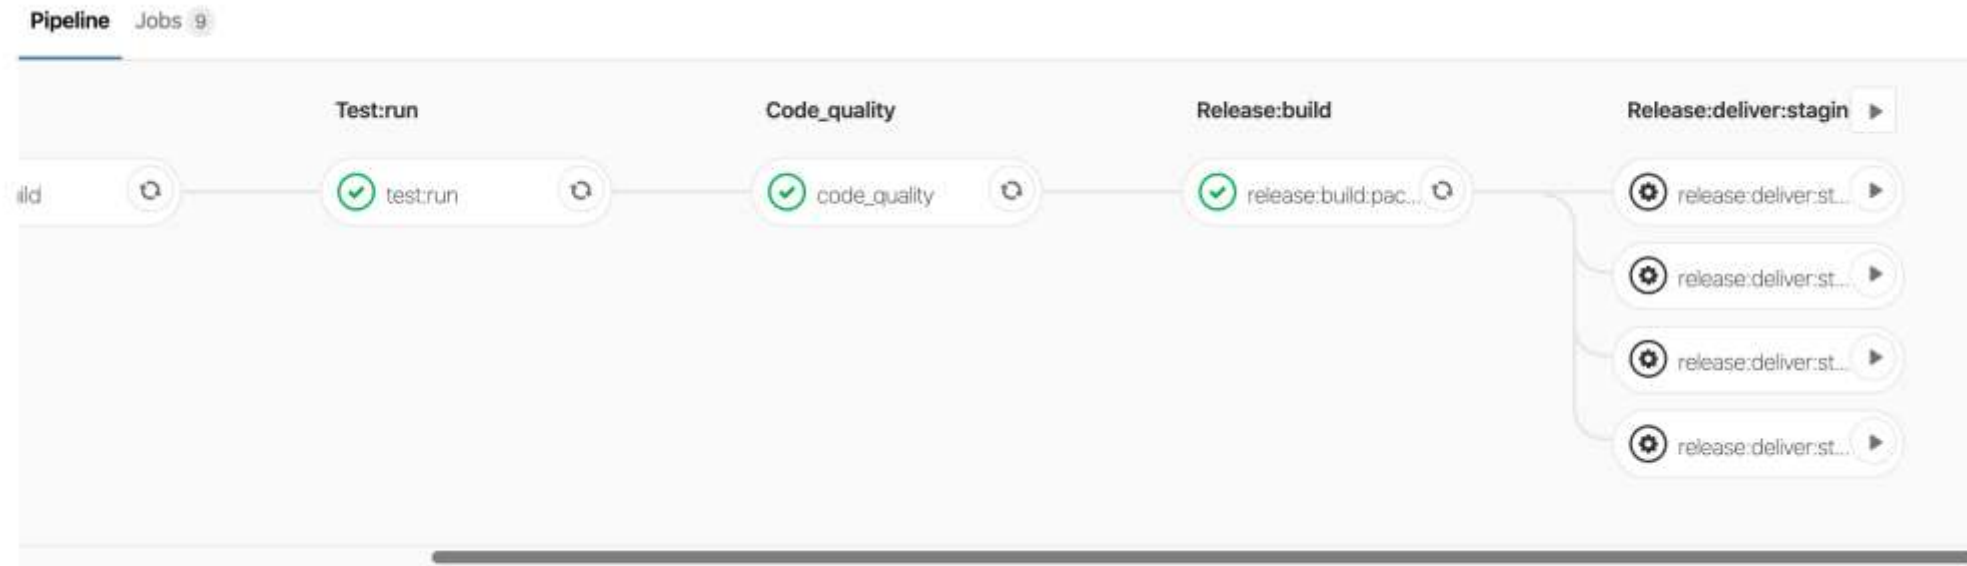 Pipeline Jobs 9
Test:run Code_quality Release:build Release:deliver:stagin
ild test:run code_quality release:build:pac... release:deliver:st...
release:deliver:st...
release:deliver:st...
release:deliver:st...